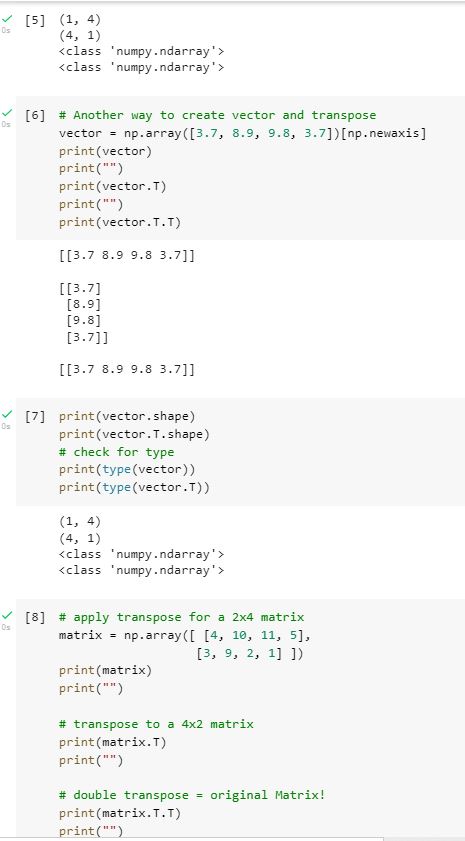 [5] (1, 4)
(4, 1)
<class 'numpy.ndarray'>
<class 'numpy.ndarray'>
0s
[6] # Another way to create vector and transpose
0s
vector = np.array([3.7, 8.9, 9.8, 3.7])[np.newaxis]
print(vector)
print("")
print(vector.T)
print("")
print(vector.T.T)
[[3.7 8.9 9.8 3.7]]
[[3.7]
[8.9]
[9.8]
[3.7]]
[[3.7 8.9 9.8 3.7]]
[7] print(vector.shape)
0s
print(vector.T.shape)
# check for type
print(type(vector))
print(type(vector.T))
(1, 4)
(4, 1)
<class 'numpy.ndarray'>
<class 'numpy.ndarray'>
[8] # apply transpose for a 2x4 matrix
0s
matrix = np.array([ [4, 10, 11, 5],
[3, 9, 2, 1] ])
print(matrix)
print("")
# transpose to a 4x2 matrix
print(matrix.T)
print("")
# double transpose = original Matrix!
print(matrix.T.T)
print("")